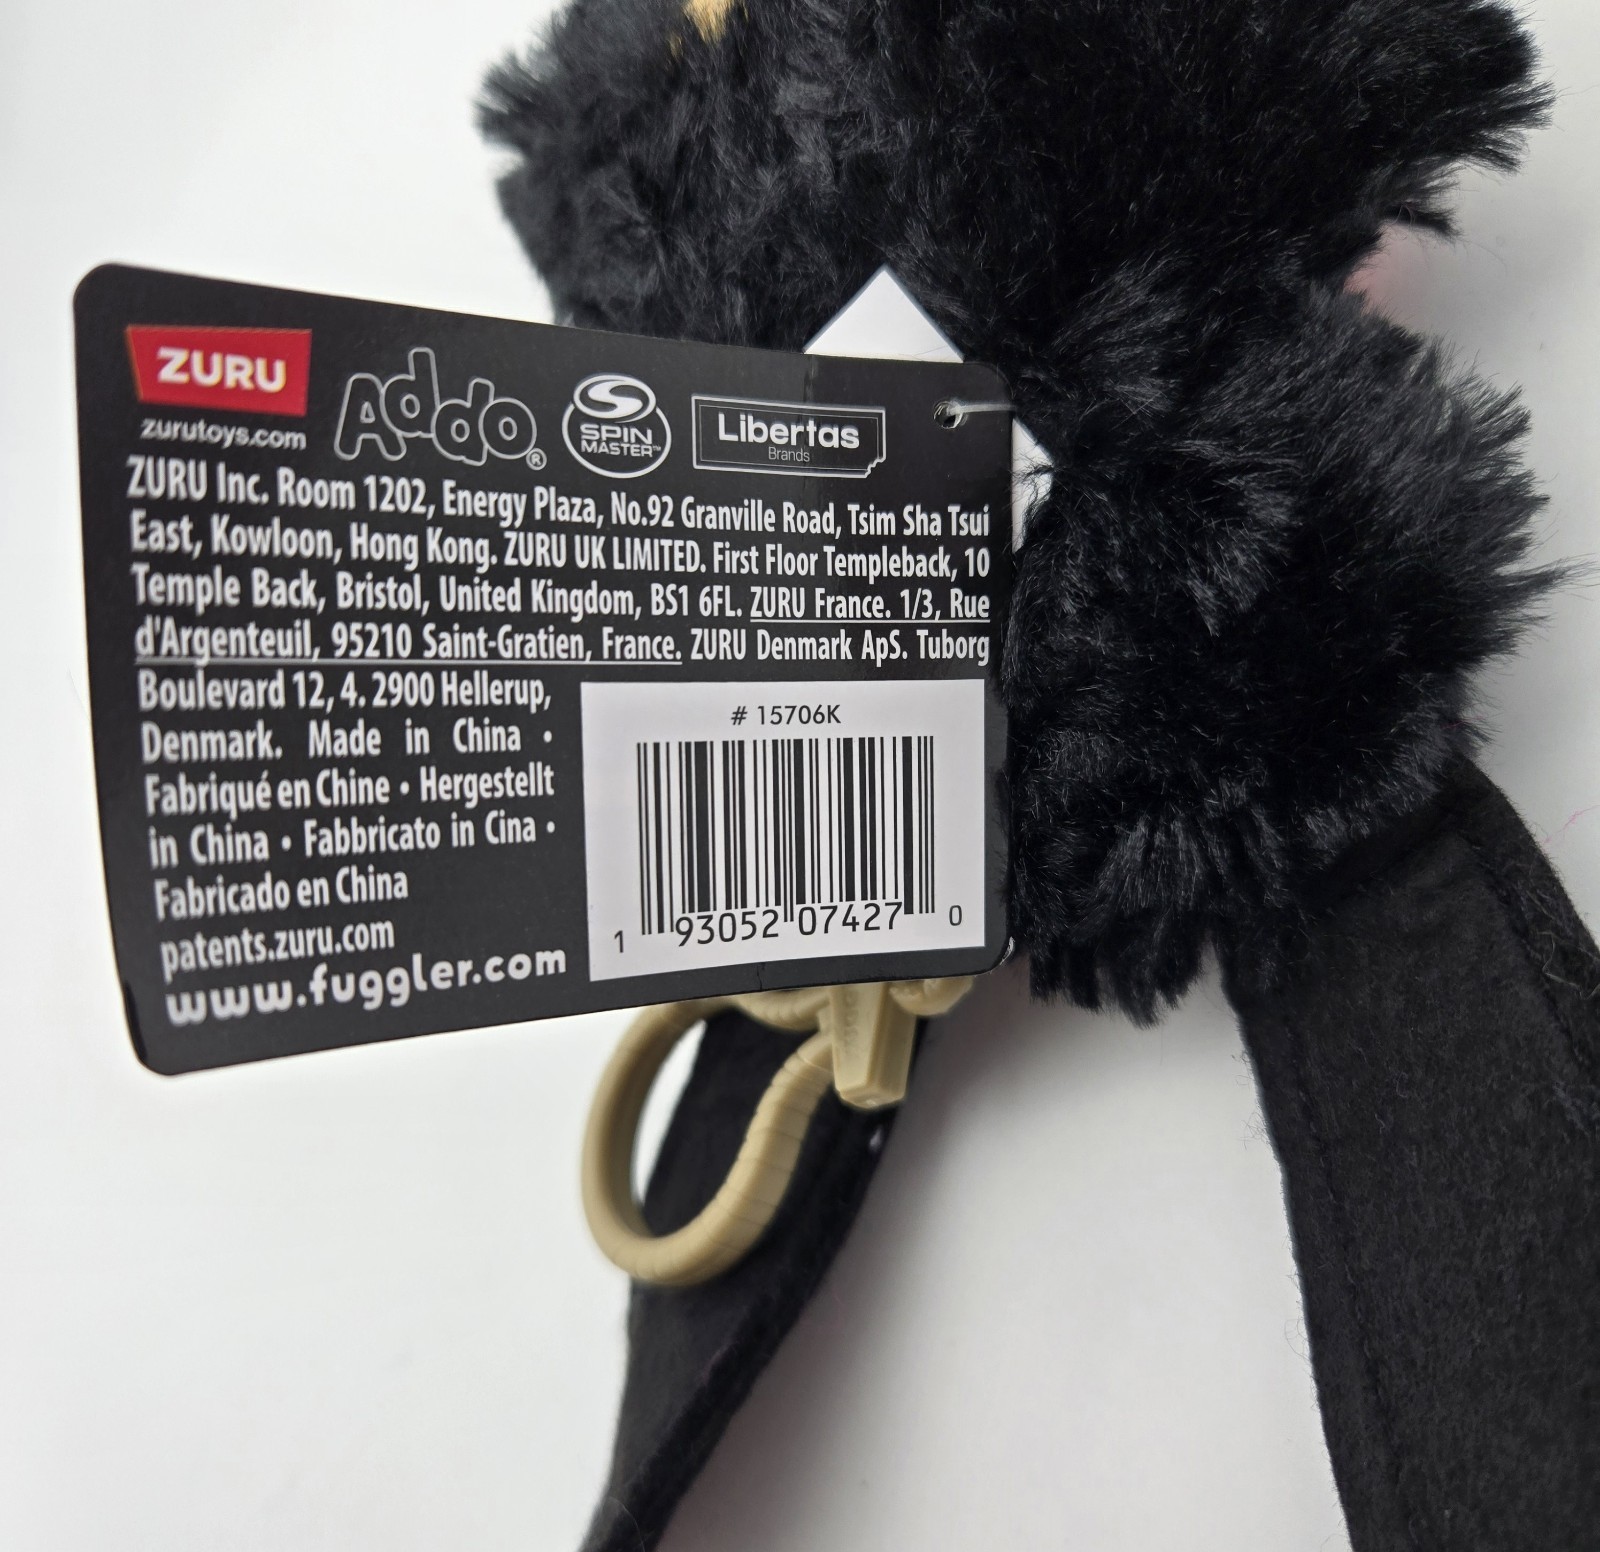 ZURU
zurutoys.com
Addo®
SPIN
MASTER™
Libertas
Brands
ZURU Inc. Room 1202, Energy Plaza, No.92 Granville Road, Tsim Sha Tsui
East, Kowloon, Hong Kong. ZURU UK LIMITED. First Floor Templeback, 10
Temple Back, Bristol, United Kingdom, BS1 6FL. ZURU France. 1/3, Rue
d'Argenteuil, 95210 Saint-Gratien, France. ZURU Denmark ApS. Tuborg
Boulevard 12, 4. 2900 Hellerup,
Denmark. Made in China •
Fabriqué en Chine • Hergestellt
in China • Fabbricato in Cina •
Fabricado en China
patents.zuru.com
www.fuggler.com
# 15706K
1 93052 07427 0